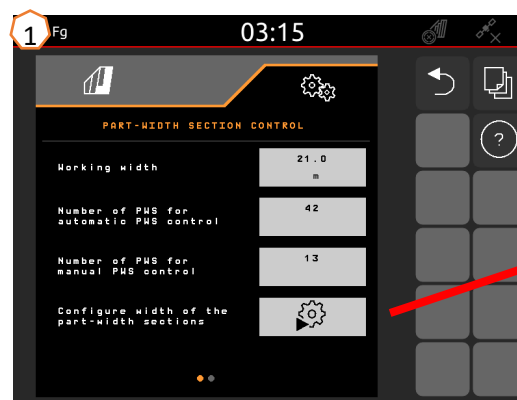 1
Fg
03:15
PART-WIDTH SECTION CONTROL
Working width
21.0
m
Number of PWS for
automatic PWS control
42
Number of PWS for
manual PWS control
13
Configure width of the
part-width sections
?